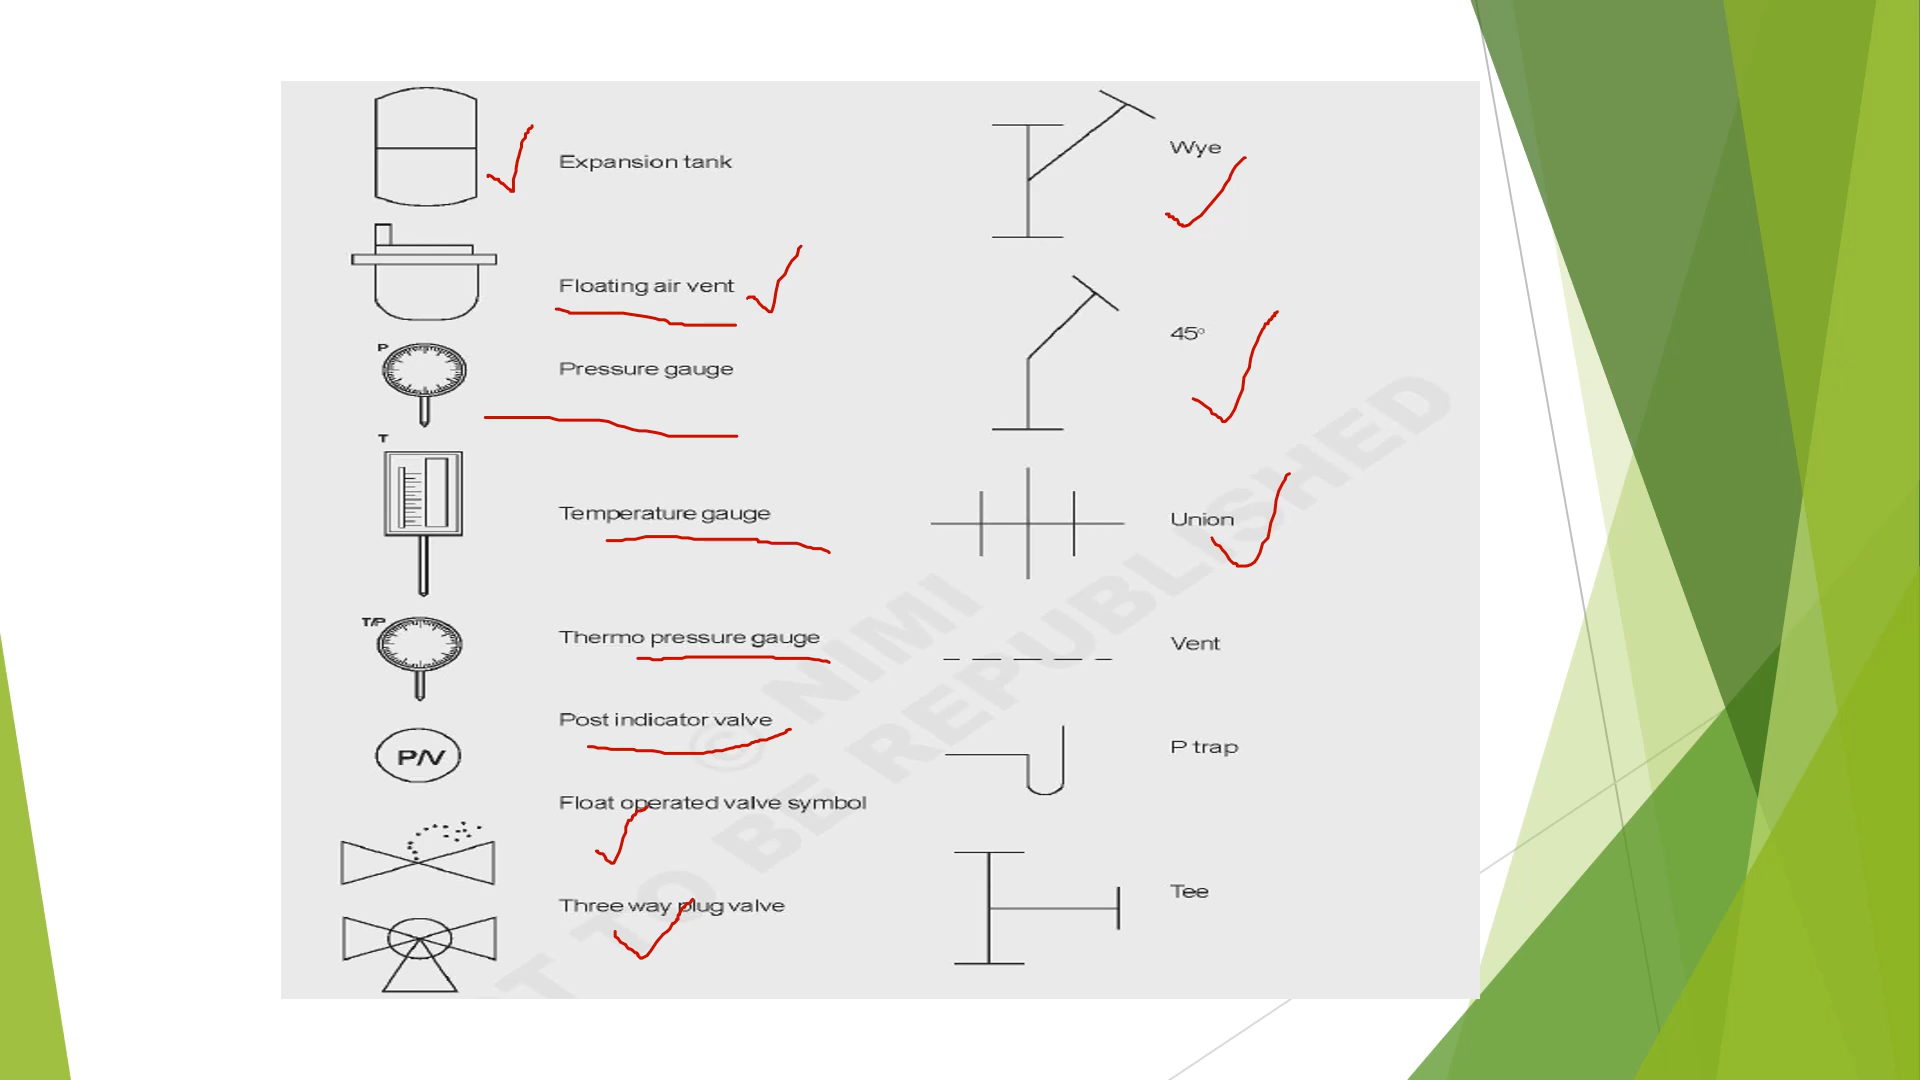 Expansion tank
Floating air vent
P
Pressure gauge
T
Temperature gauge
T/P
Thermo pressure gauge
Post indicator valve
P/V
Float operated valve symbol
Three way plug valve
Wye
45°
Union
Vent
P trap
Tee
© NIMI
T TO BE REPUBLISHED